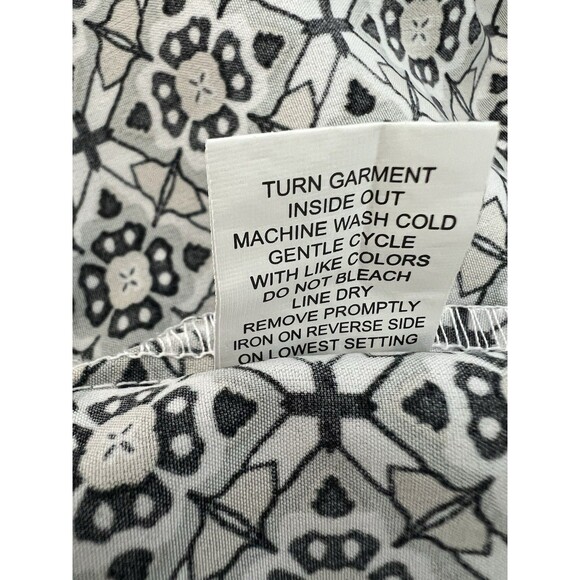 TURN GARMENT
INSIDE OUT
MACHINE WASH COLD
GENTLE CYCLE
WITH LIKE COLORS
DO NOT BLEACH
LINE DRY
REMOVE PROMPTLY
IRON ON REVERSE SIDE
ON LOWEST SETTING